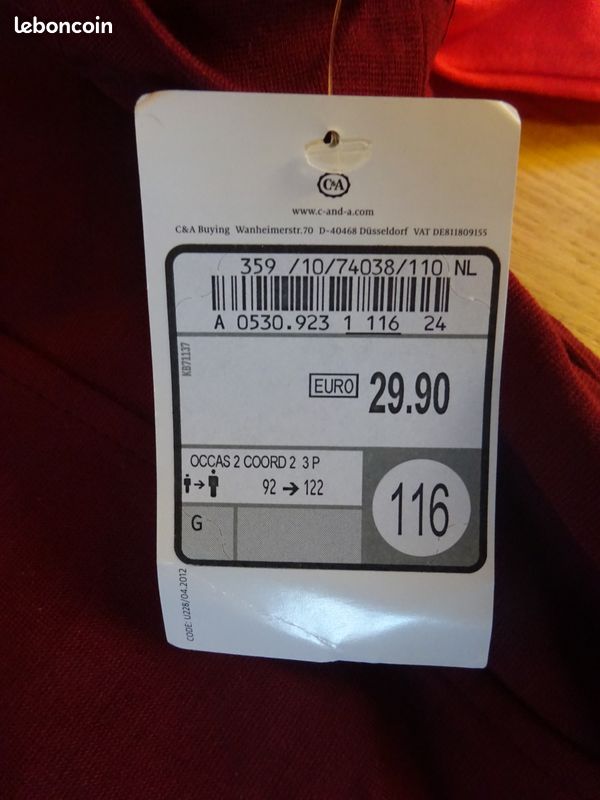 leboncoin
C&A
www.c-and-a.com
C&A Buying Wanheimerstr.70 D-40468 Düsseldorf VAT DE811809155
359 /10/74038/110 NL
A 0530.923 1 116 24
KB71137
EURO 29.90
OCCAS 2 COORD 2 3 P
92 → 122
116
G
CODE: U226/04.2012